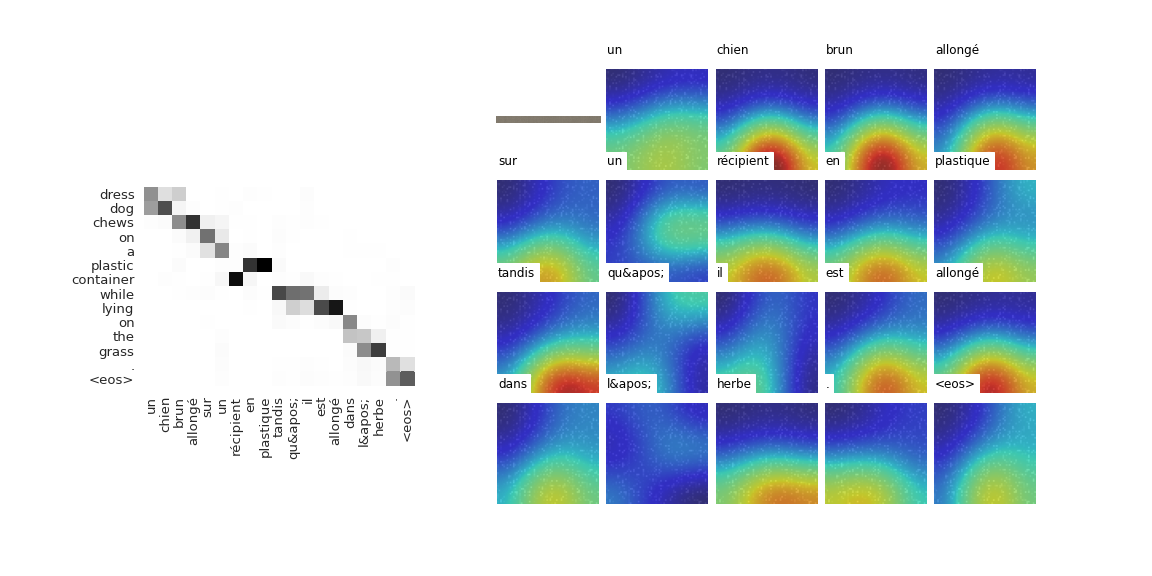 dress
dog
chews
on
a
plastic
container
while
lying
on
the
grass
.
<eos>
un
chien
brun
allongé
sur
un
récipient
en
plastique
tandis
qu&apos;
il
est
allongé
dans
l&apos;
herbe
.
<eos>
un chien brun allongé
sur un récipient en plastique
tandis qu&apos; il est allongé
dans l&apos; herbe . <eos>